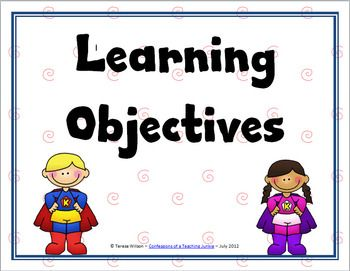 Learning
Objectives
K
K
© Teresa Wilson ~ Confessions of a Teaching Junkie ~ July 2012